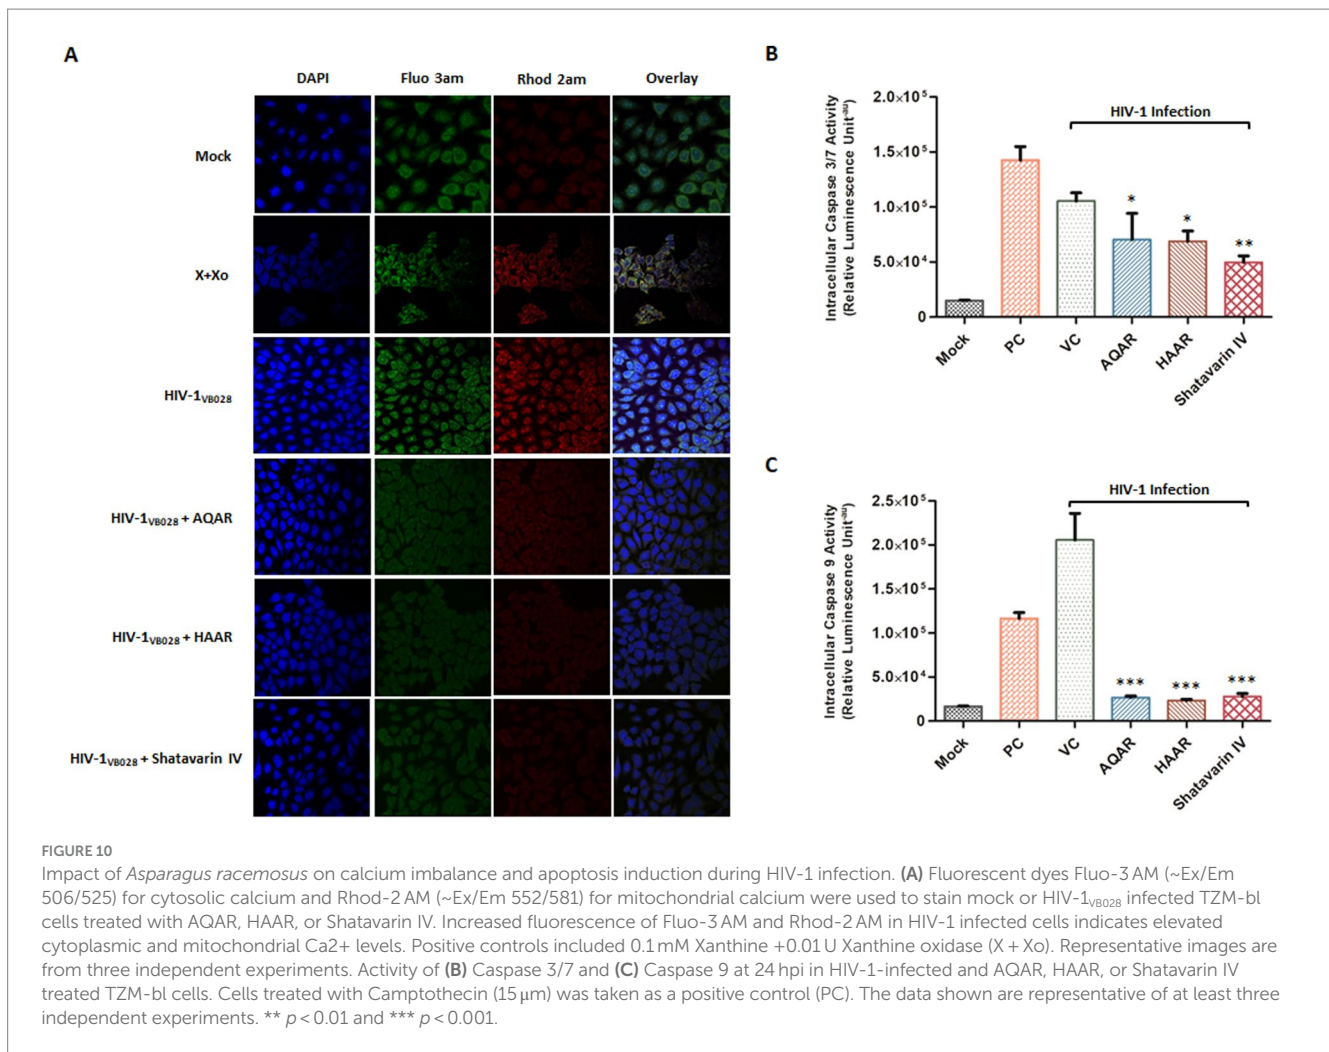 A
DAPI
Fluo 3am
Rhod 2am
Overlay
Mock
X+Xo
HIV-1VB028
HIV-1VB028 + AQAR
HIV-1VB028 + HAAR
HIV-1VB028 + Shatavarin IV
B
Intracellular Caspase 3/7 Activity
(Relative Luminescence Unit-au)
2.0×10⁵
1.5×10⁵
1.0×10⁵
5.0×10⁴
0
HIV-1 Infection
*
*
**
Mock
PC
VC
AQAR
HAAR
Shatavarin IV
C
Intracellular Caspase 9 Activity
(Relative Luminescence Unit-au)
2.5×10⁵
2.0×10⁵
1.5×10⁵
1.0×10⁵
5.0×10⁴
0
HIV-1 Infection
***
***
***
Mock
PC
VC
AQAR
HAAR
Shatavarin IV
FIGURE 10
Impact of Asparagus racemosus on calcium imbalance and apoptosis induction during HIV-1 infection. (A) Fluorescent dyes Fluo-3 AM (~Ex/Em
506/525) for cytosolic calcium and Rhod-2 AM (~Ex/Em 552/581) for mitochondrial calcium were used to stain mock or HIV-1VB028 infected TZM-bl
cells treated with AQAR, HAAR, or Shatavarin IV. Increased fluorescence of Fluo-3 AM and Rhod-2 AM in HIV-1 infected cells indicates elevated
cytoplasmic and mitochondrial Ca2+ levels. Positive controls included 0.1 mM Xanthine +0.01 U Xanthine oxidase (X + Xo). Representative images are
from three independent experiments. Activity of (B) Caspase 3/7 and (C) Caspase 9 at 24 hpi in HIV-1-infected and AQAR, HAAR, or Shatavarin IV
treated TZM-bl cells. Cells treated with Camptothecin (15 μm) was taken as a positive control (PC). The data shown are representative of at least three
independent experiments. ** p < 0.01 and *** p < 0.001.